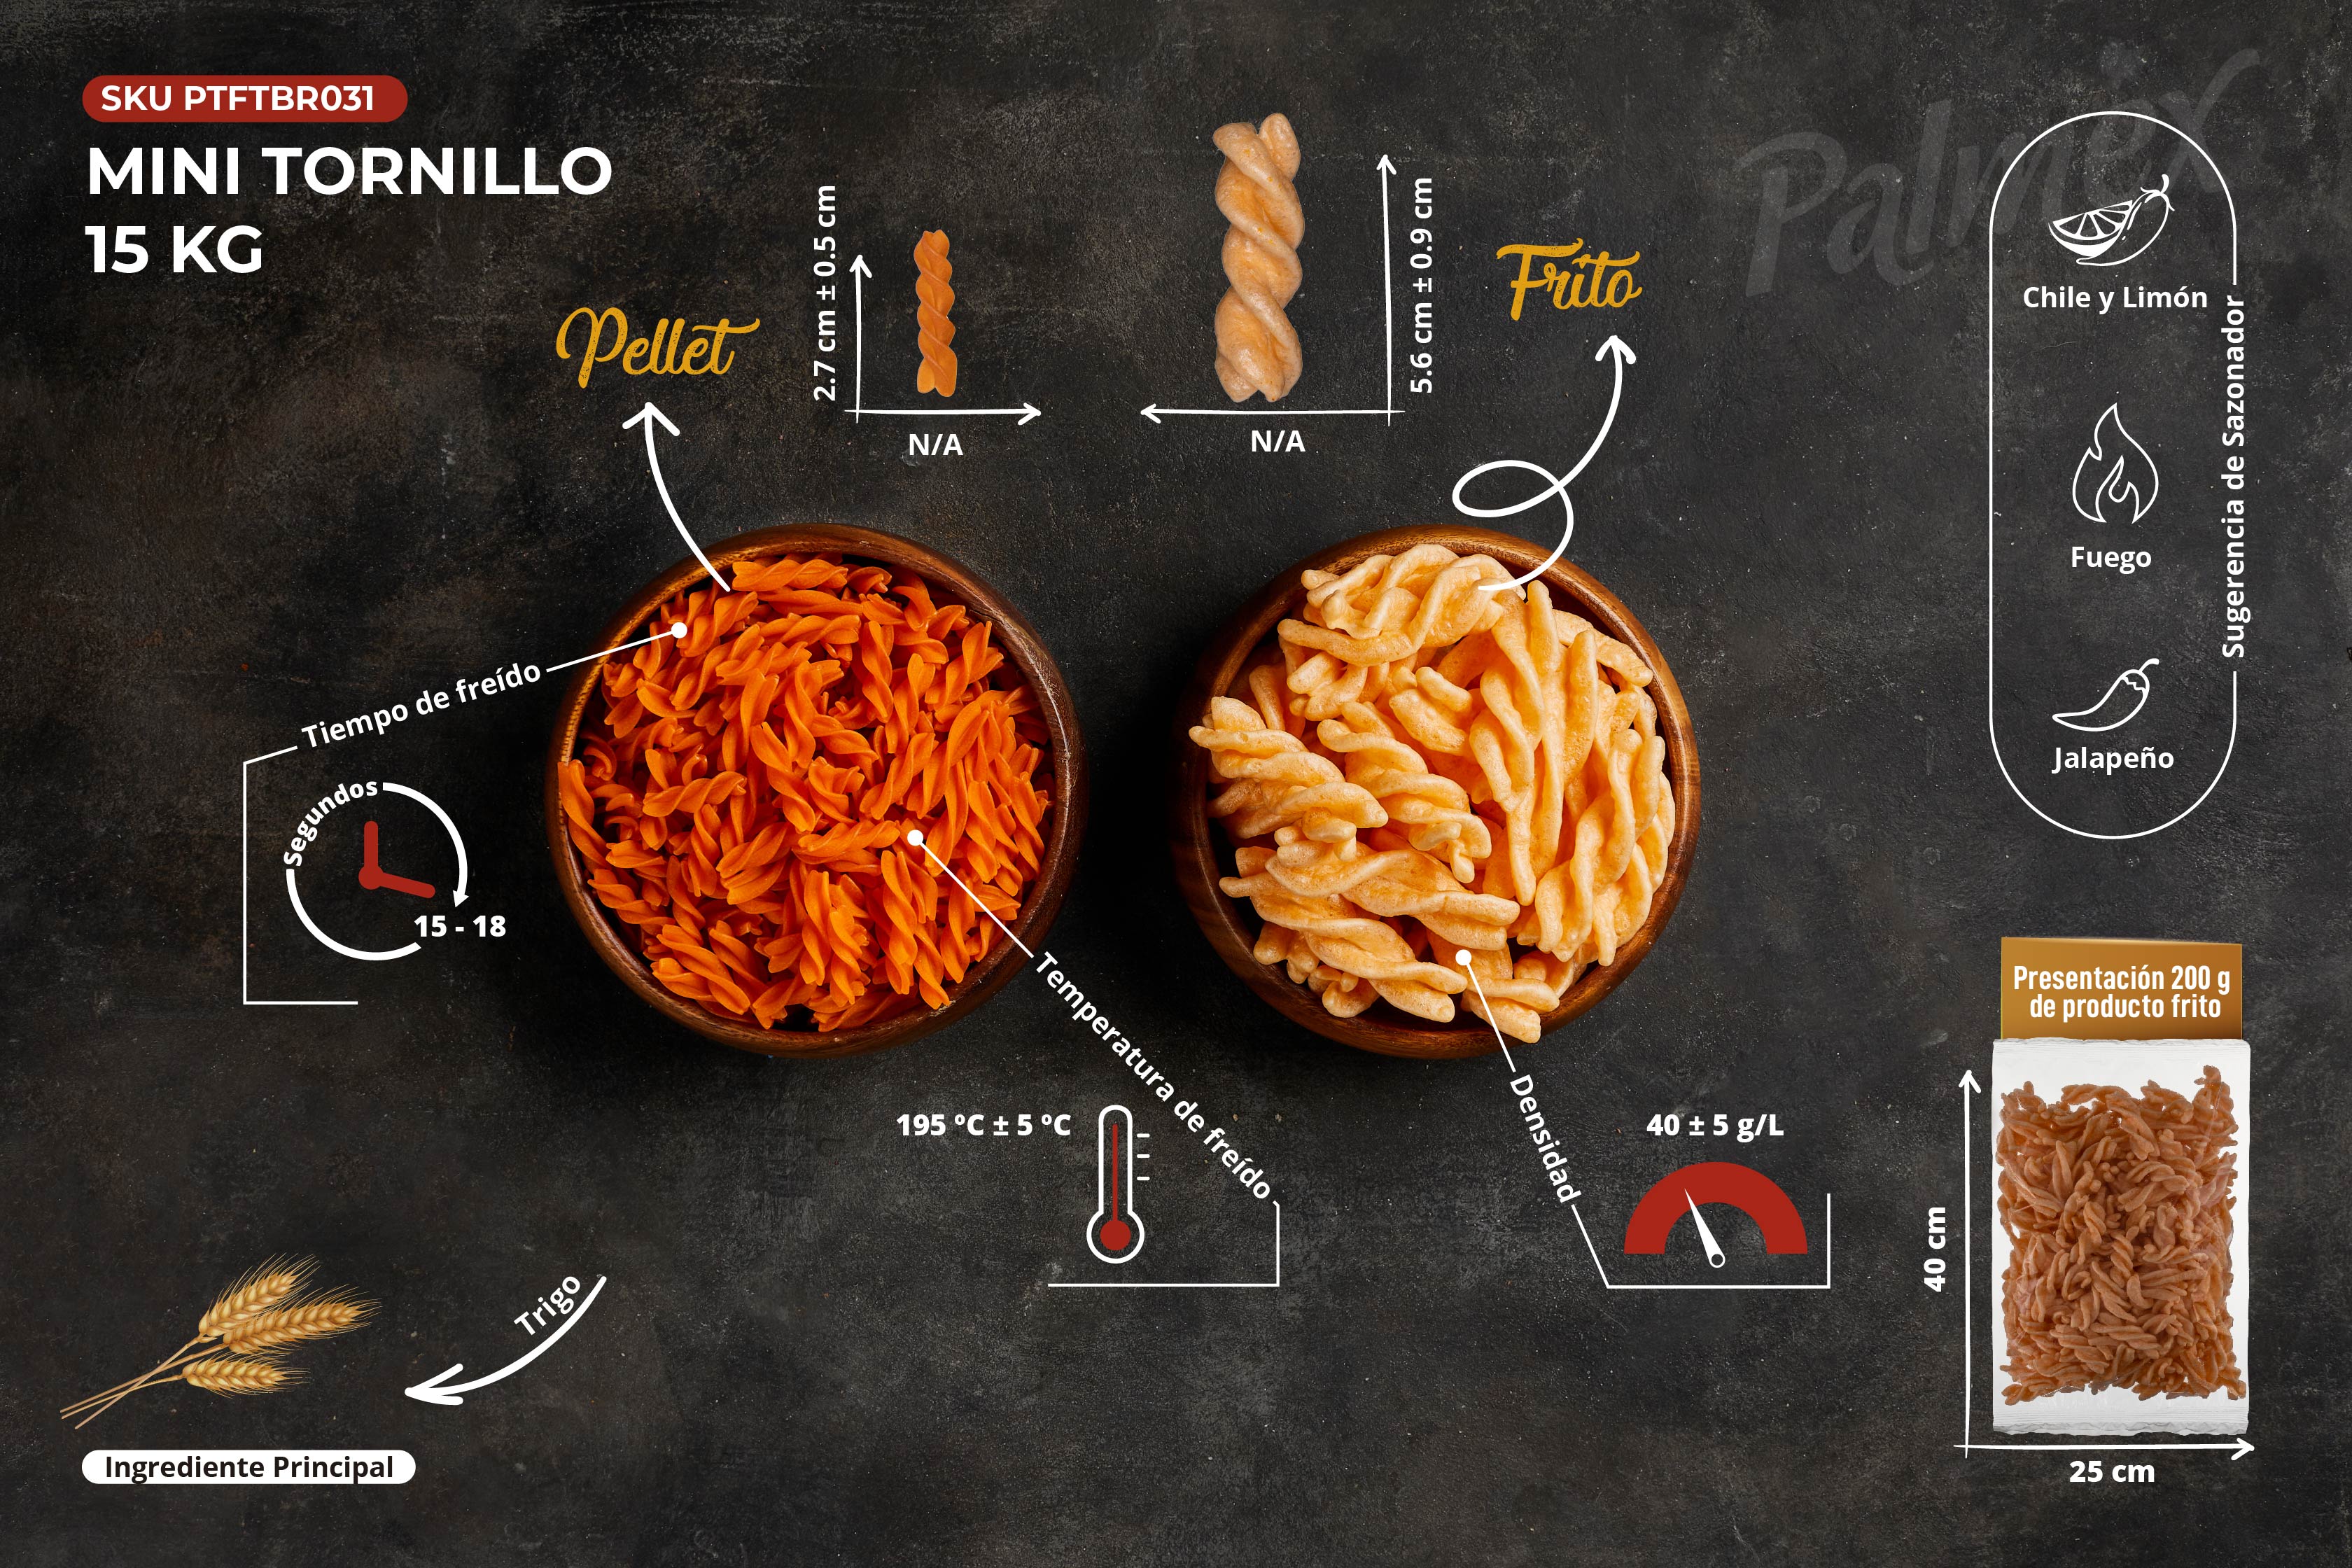 SKU PTFTBR031
MINI TORNILLO
15 KG
Pellet
2.7 cm ± 0.5 cm
N/A
5.6 cm ± 0.9 cm
N/A
Frito
Palmex
Chile y Limón
Fuego
Jalapeño
Sugerencia de Sazonador
Tiempo de freído
Segundos
15 - 18
Temperatura de freído
195 ºC ± 5 ºC
Densidad
40 ± 5 g/L
Presentación 200 g
de producto frito
40 cm
25 cm
Trigo
Ingrediente Principal